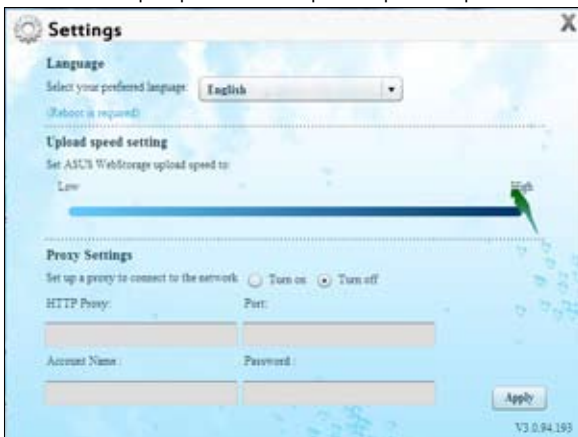 Settings
X
Language
Select your preferred language:
English
(Reboot is required)
Upload speed setting
Set ASUS WebStorage upload speed to:
Low
High
Proxy Settings
Set up a proxy to connect to the network
Turn on
Turn off
HTTP Proxy:
Port:
Account Name :
Password :
Apply
V3.0.94.193